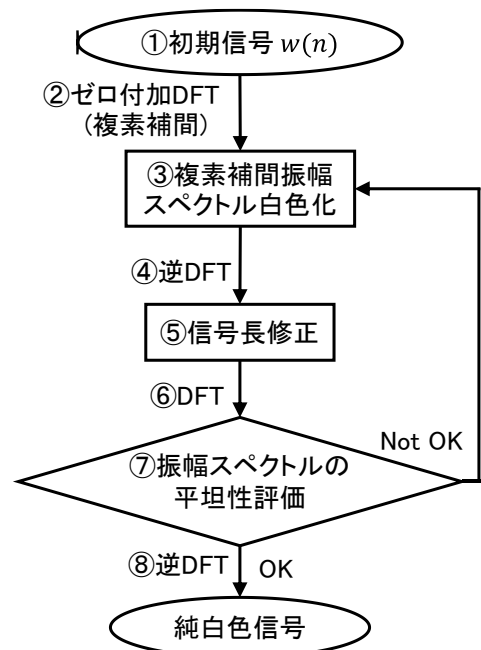 ①初期信号 w(n)
②ゼロ付加DFT
(複素補間)
③複素補間振幅
スペクトル白色化
④逆DFT
⑤信号長修正
⑥DFT
Not OK
⑦振幅スペクトルの
平坦性評価
⑧逆DFT OK
純白色信号